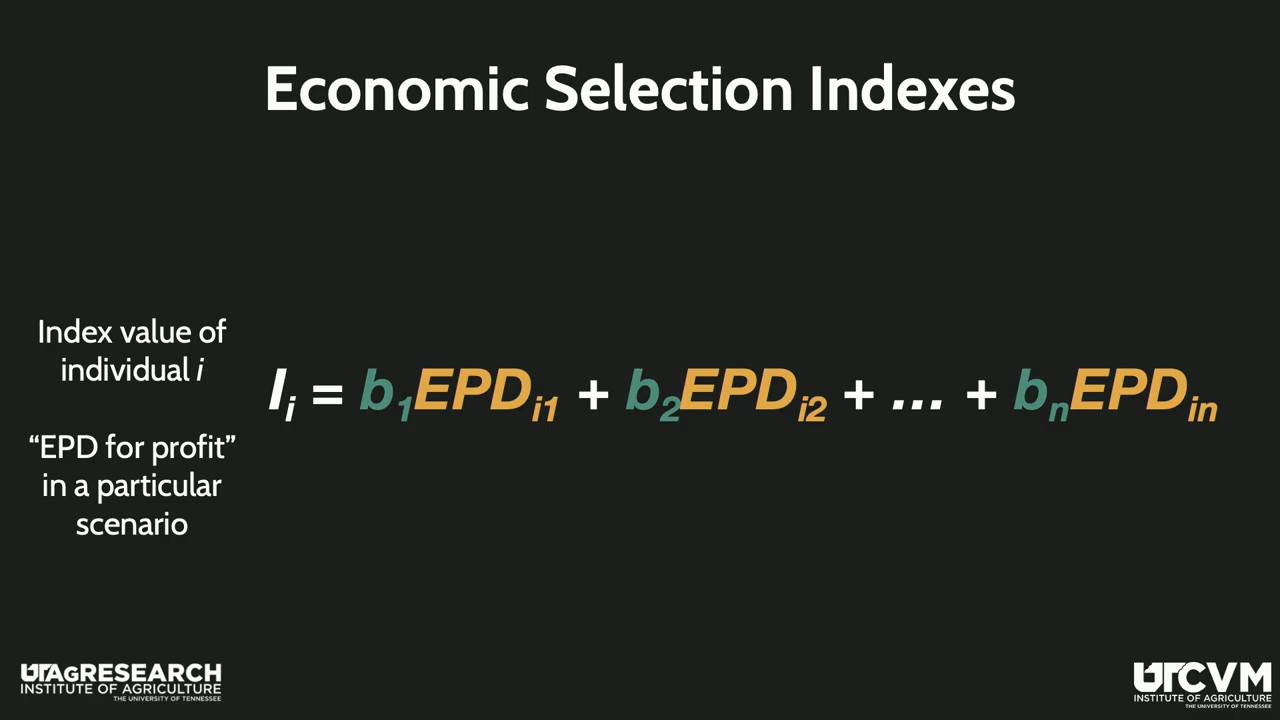 Economic Selection Indexes
Index value of
individual i
“EPD for profit”
in a particular
scenario
Iᵢ = b₁EPDᵢ₁ + b₂EPDᵢ₂ + ... + bₙEPDᵢₙ
UTAgRESEARCH
INSTITUTE OF AGRICULTURE
THE UNIVERSITY OF TENNESSEE
UTCVM
INSTITUTE OF AGRICULTURE
THE UNIVERSITY OF TENNESSEE